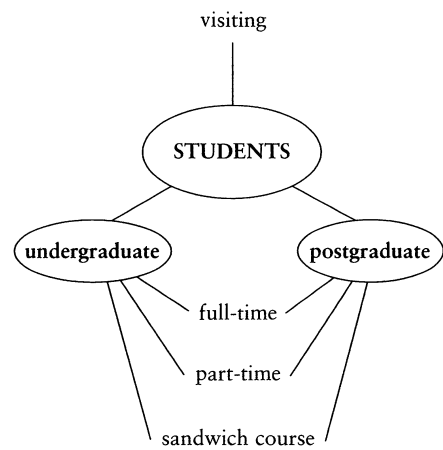 visiting
STUDENTS
undergraduate
postgraduate
full-time
part-time
sandwich course